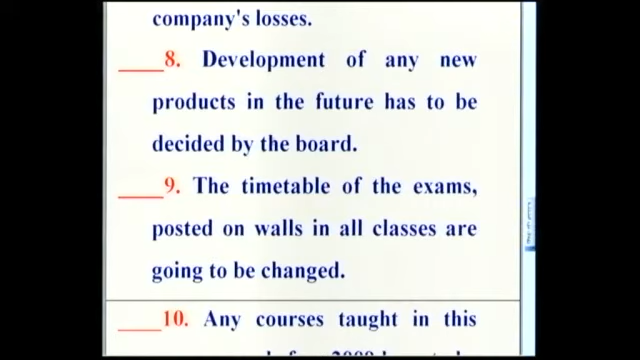 company's losses.
____8. Development of any new
products in the future has to be
decided by the board.
____9. The timetable of the exams,
posted on walls in all classes are
going to be changed.
____10. Any courses taught in this